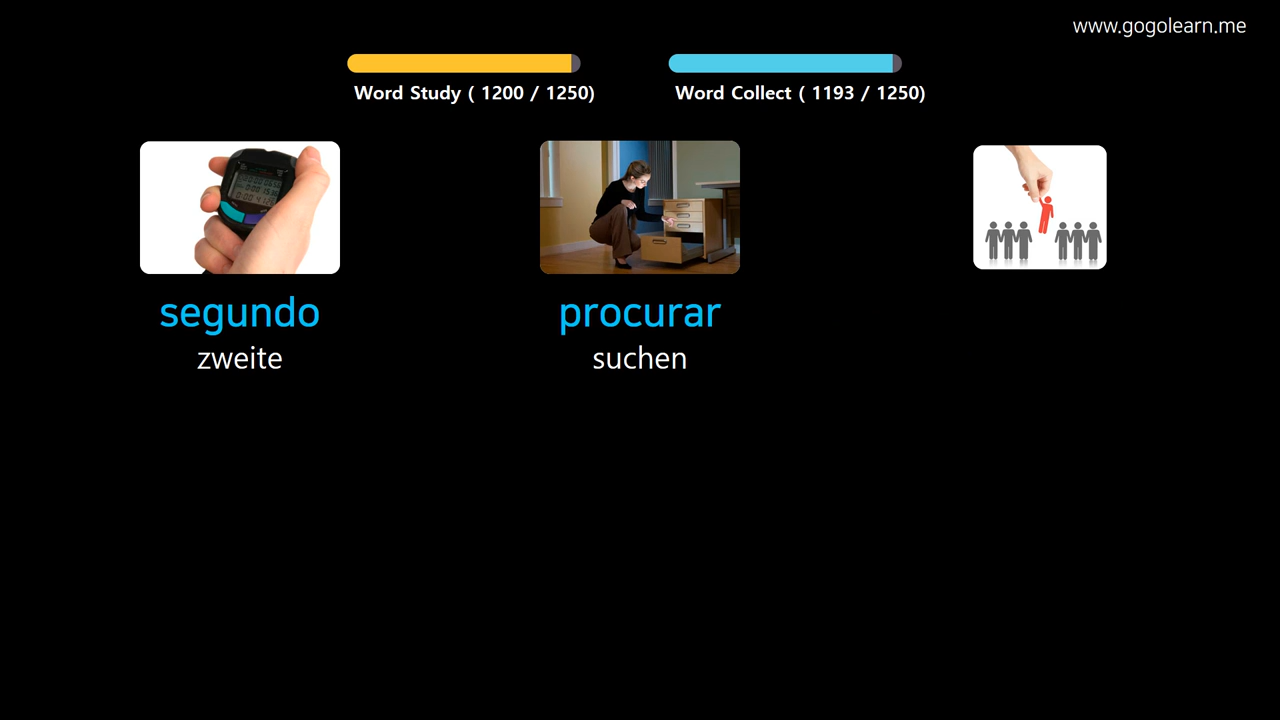 www.gogolearn.me
Word Study ( 1200 / 1250)
Word Collect ( 1193 / 1250)
segundo
zweite
procurar
suchen